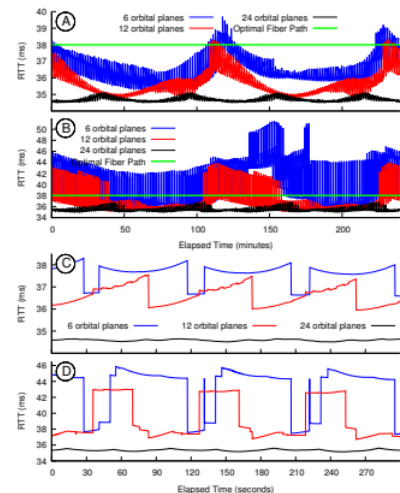 A
6 orbital planes
12 orbital planes
24 orbital planes
Optimal Fiber Path
RTT (ms)
40
39
38
37
36
35
34
B
6 orbital planes
12 orbital planes
24 orbital planes
Optimal Fiber Path
RTT (ms)
50
48
46
44
42
40
38
36
34
0 50 100 150 200
Elapsed Time (minutes)
C
RTT (ms)
38
37
36
35
34
6 orbital planes 12 orbital planes 24 orbital planes
D
RTT (ms)
46
44
42
40
38
36
34
0 30 60 90 120 150 180 210 240 270
Elapsed Time (seconds)